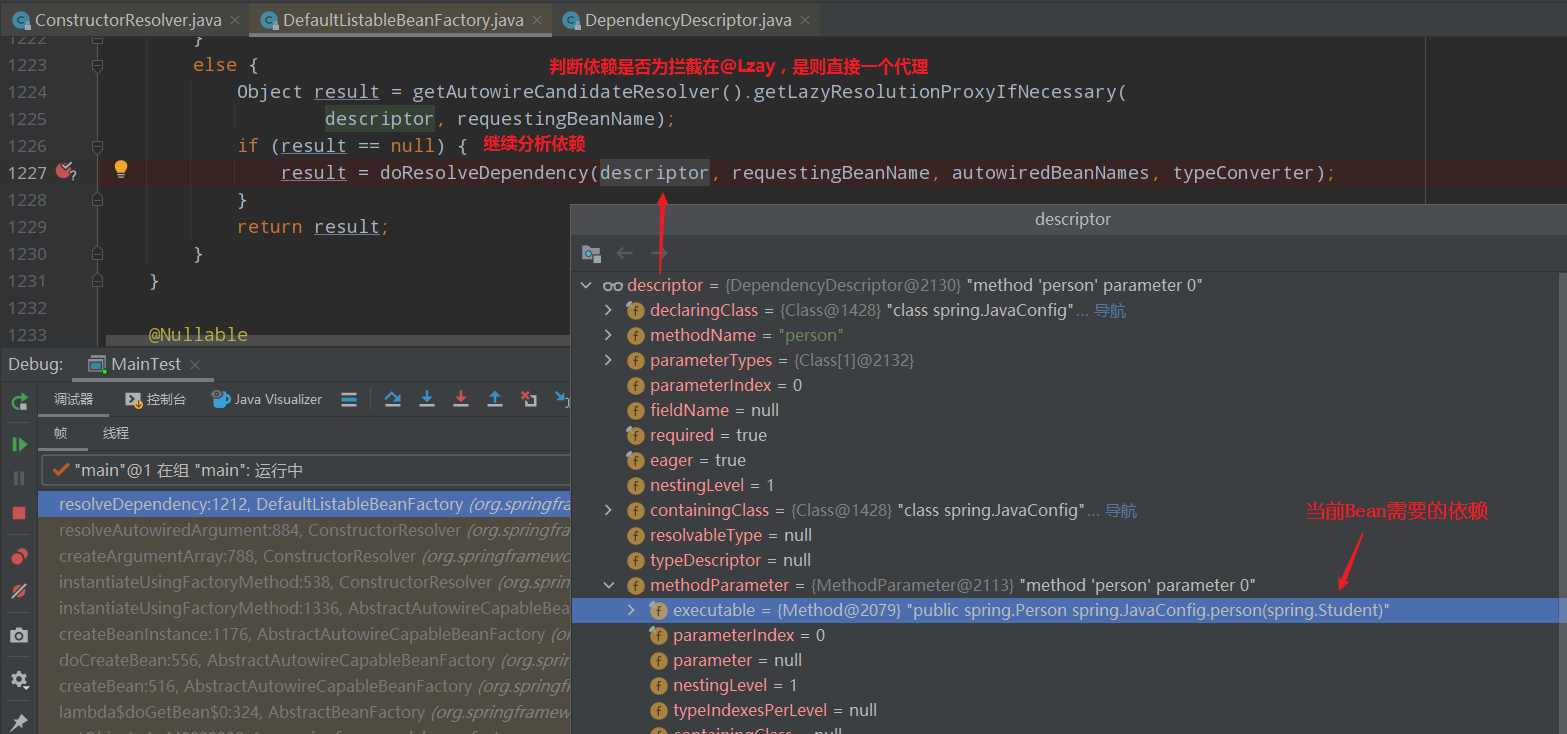 ConstructorResolver.java
DefaultListableBeanFactory.java
DependencyDescriptor.java
1222 }
1223 else {
判断依赖是否为拦截在@Lzay，是则直接一个代理
1224 Object result = getAutowireCandidateResolver().getLazyResolutionProxyIfNecessary(
1225 descriptor, requestingBeanName);
1226 if (result == null) { 继续分析依赖
1227 result = doResolveDependency(descriptor, requestingBeanName, autowiredBeanNames, typeConverter);
1228 }
1229 return result;
1230 }
1231 }
1232
1233 @Nullable
Debug: MainTest
调试器 控制台 Java Visualizer
帧 线程
"main"@1 在组 "main": 运行中
resolveDependency:1212, DefaultListableBeanFactory (org.springfra
resolveAutowiredArgument:884, ConstructorResolver (org.springfram
createArgumentArray:788, ConstructorResolver (org.springframewo
instantiateUsingFactoryMethod:538, ConstructorResolver (org.spring
instantiateUsingFactoryMethod:1336, AbstractAutowireCapableBea
createBeanInstance:1176, AbstractAutowireCapableBeanFactory (or
doCreateBean:556, AbstractAutowireCapableBeanFactory (org.sprin
createBean:516, AbstractAutowireCapableBeanFactory (org.springf
lambda$doGetBean$0:324, AbstractBeanFactory (org.springframew
descriptor
descriptor = {DependencyDescriptor@2130} "method 'person' parameter 0"
declaringClass = {Class@1428} "class spring.JavaConfig"... 导航
methodName = "person"
parameterTypes = {Class[1]@2132}
parameterIndex = 0
fieldName = null
required = true
eager = true
nestingLevel = 1
containingClass = {Class@1428} "class spring.JavaConfig"... 导航
当前Bean需要的依赖
resolvableType = null
typeDescriptor = null
methodParameter = {MethodParameter@2113} "method 'person' parameter 0"
executable = {Method@2079} "public spring.Person spring.JavaConfig.person(spring.Student)"
parameterIndex = 0
parameter = null
nestingLevel = 1
typeIndexesPerLevel = null
containingClass = null